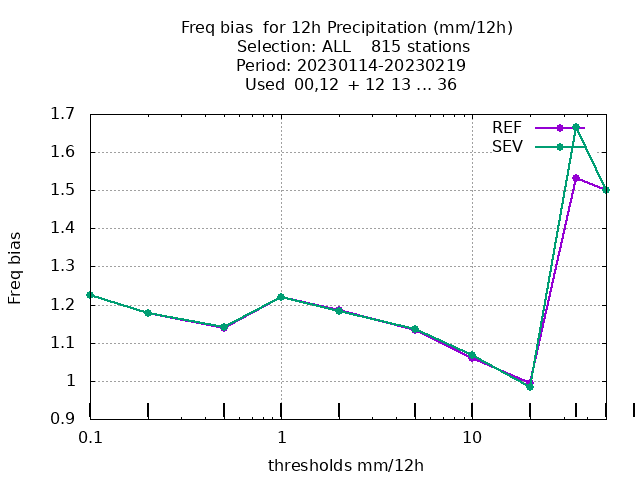 Freq bias  for 12h Precipitation (mm/12h)
Selection: ALL    815 stations
Period: 20230114-20230219
Used  00,12  + 12 13 ... 36
REF
SEV
1.7
1.6
1.5
1.4
1.3
1.2
1.1
1
0.9
Freq bias
0.1
1
10
thresholds mm/12h